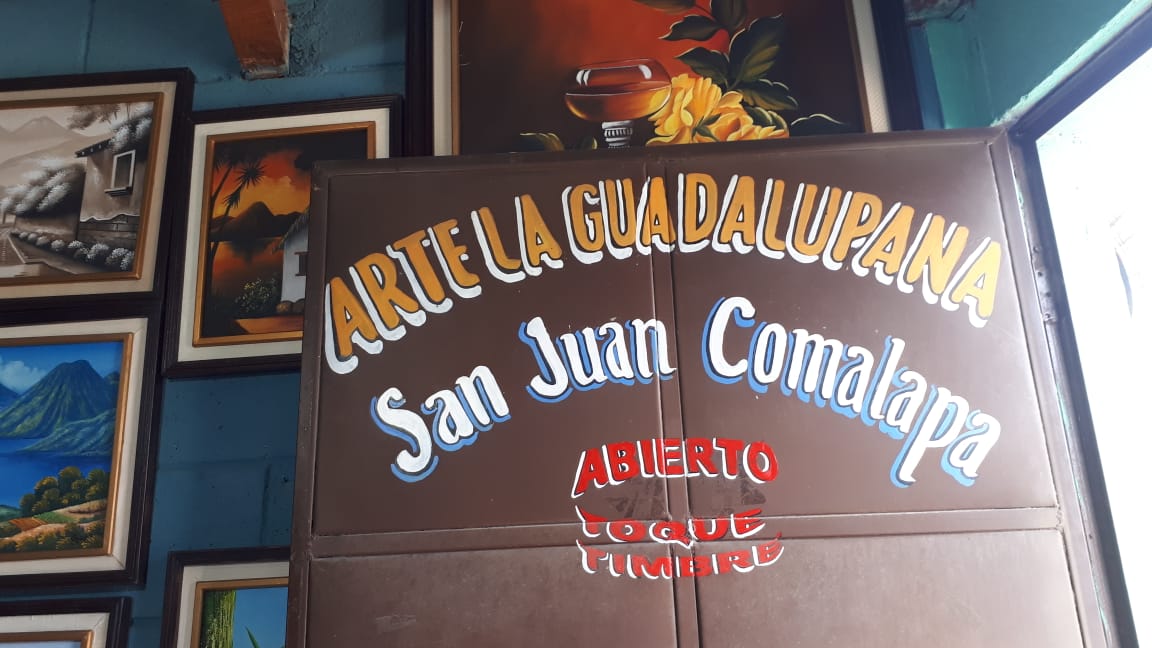 ARTE LA GUADALUPANA
San Juan Comalapa
ABIERTO
TOQUE
TIMBRE